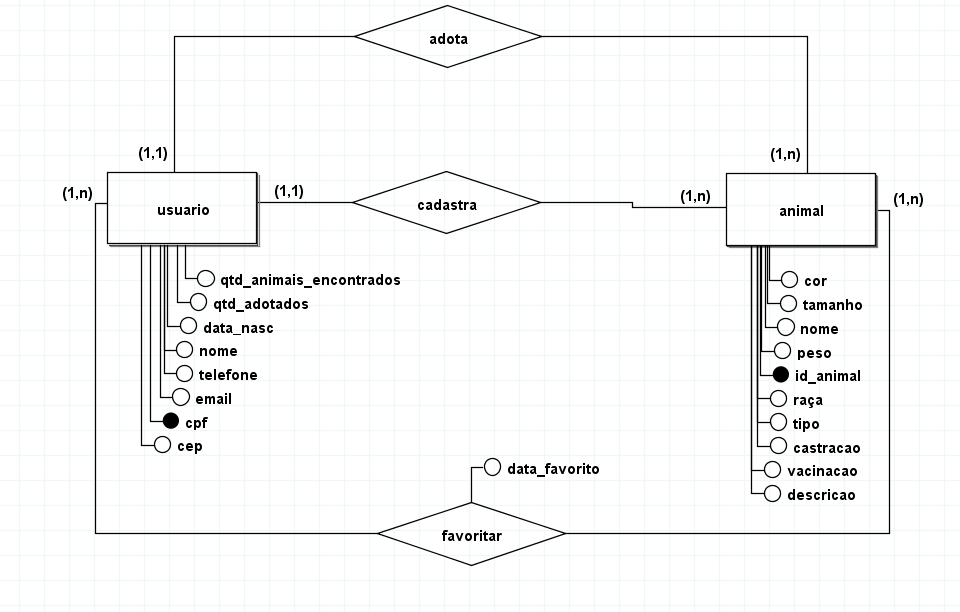 adota
(1,1)
(1,n)
(1,n)
usuario
(1,1)
cadastra
(1,n)
animal
(1,n)
qtd_animais_encontrados
qtd_adotados
data_nasc
nome
telefone
email
cpf
cep
cor
tamanho
nome
peso
id_animal
raça
tipo
castracao
vacinacao
descricao
data_favorito
favoritar